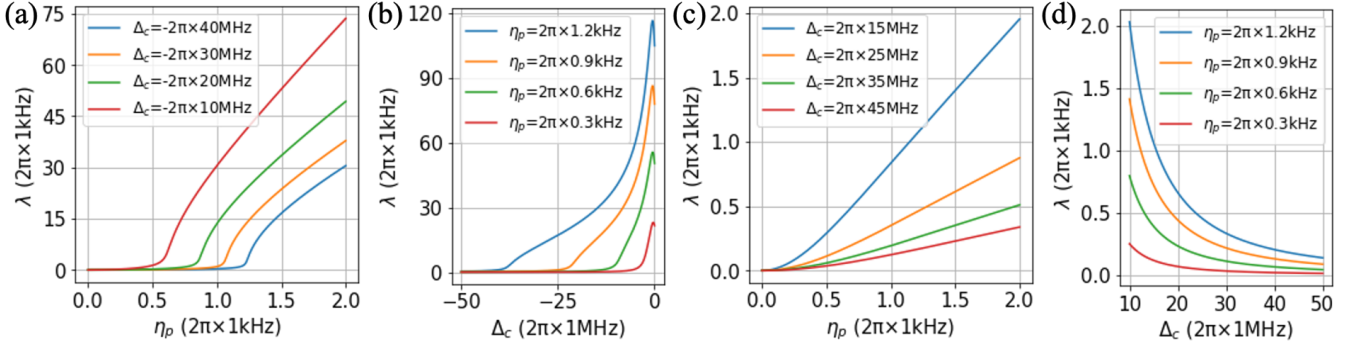 (a)
75
60
45
30
15
0
λ (2π×1kHz)
Δc=-2π×40MHz
Δc=-2π×30MHz
Δc=-2π×20MHz
Δc=-2π×10MHz
0.0 0.5 1.0 1.5 2.0
ηp (2π×1kHz)
(b)
120
90
60
30
0
λ (2π×1kHz)
ηp=2π×1.2kHz
ηp=2π×0.9kHz
ηp=2π×0.6kHz
ηp=2π×0.3kHz
−50 −25 0
Δc (2π×1MHz)
(c)
2.0
1.5
1.0
0.5
0.0
λ (2π×1kHz)
Δc=2π×15MHz
Δc=2π×25MHz
Δc=2π×35MHz
Δc=2π×45MHz
0.0 0.5 1.0 1.5 2.0
ηp (2π×1kHz)
(d)
2.0
1.5
1.0
0.5
0.0
λ (2π×1kHz)
ηp=2π×1.2kHz
ηp=2π×0.9kHz
ηp=2π×0.6kHz
ηp=2π×0.3kHz
10 20 30 40 50
Δc (2π×1MHz)